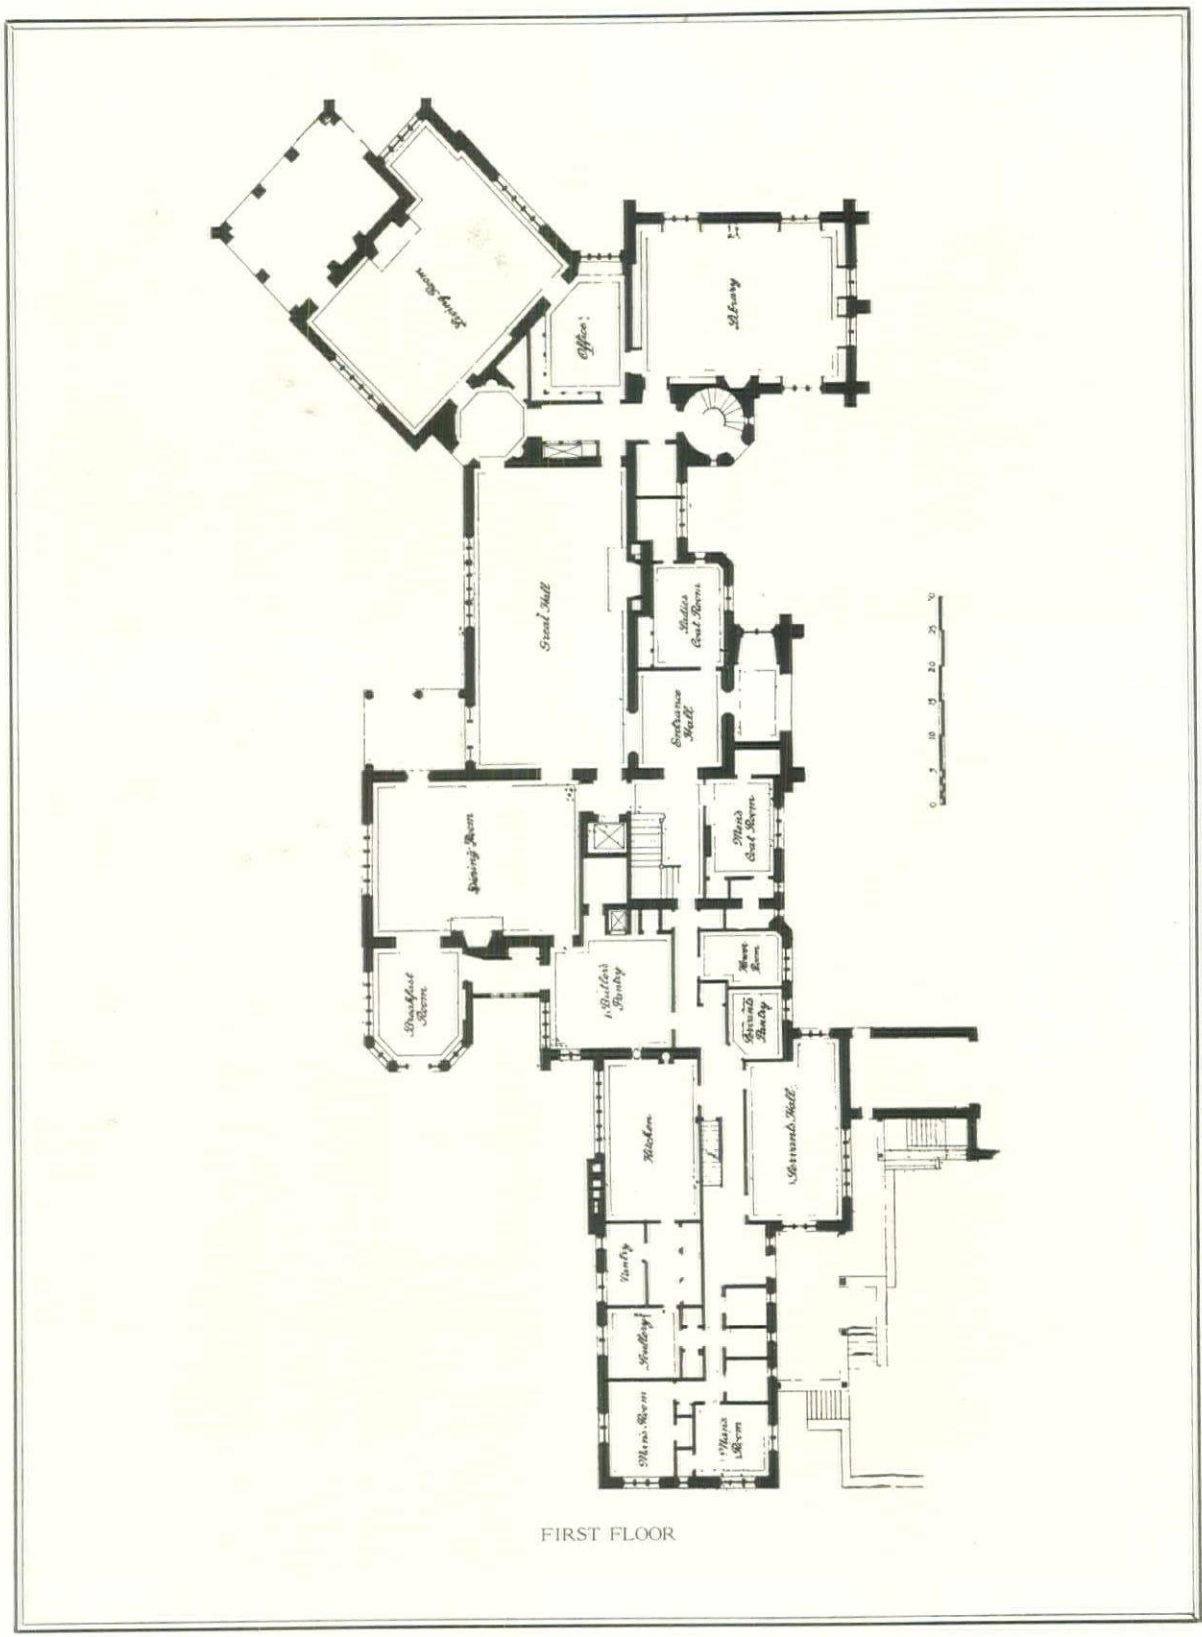 Living Room
Office
Library
Great Hall
Ladies
Coat Room
Entrance
Hall
Men's
Coat Room
Dining Room
Breakfast
Room
Butler's
Pantry
Flower
Room
Servants
Pantry
Kitchen
Servants Hall
Pantry
Scullery
Man's Room
Man's
Room
0 5 10 15 20 25 30
FIRST FLOOR